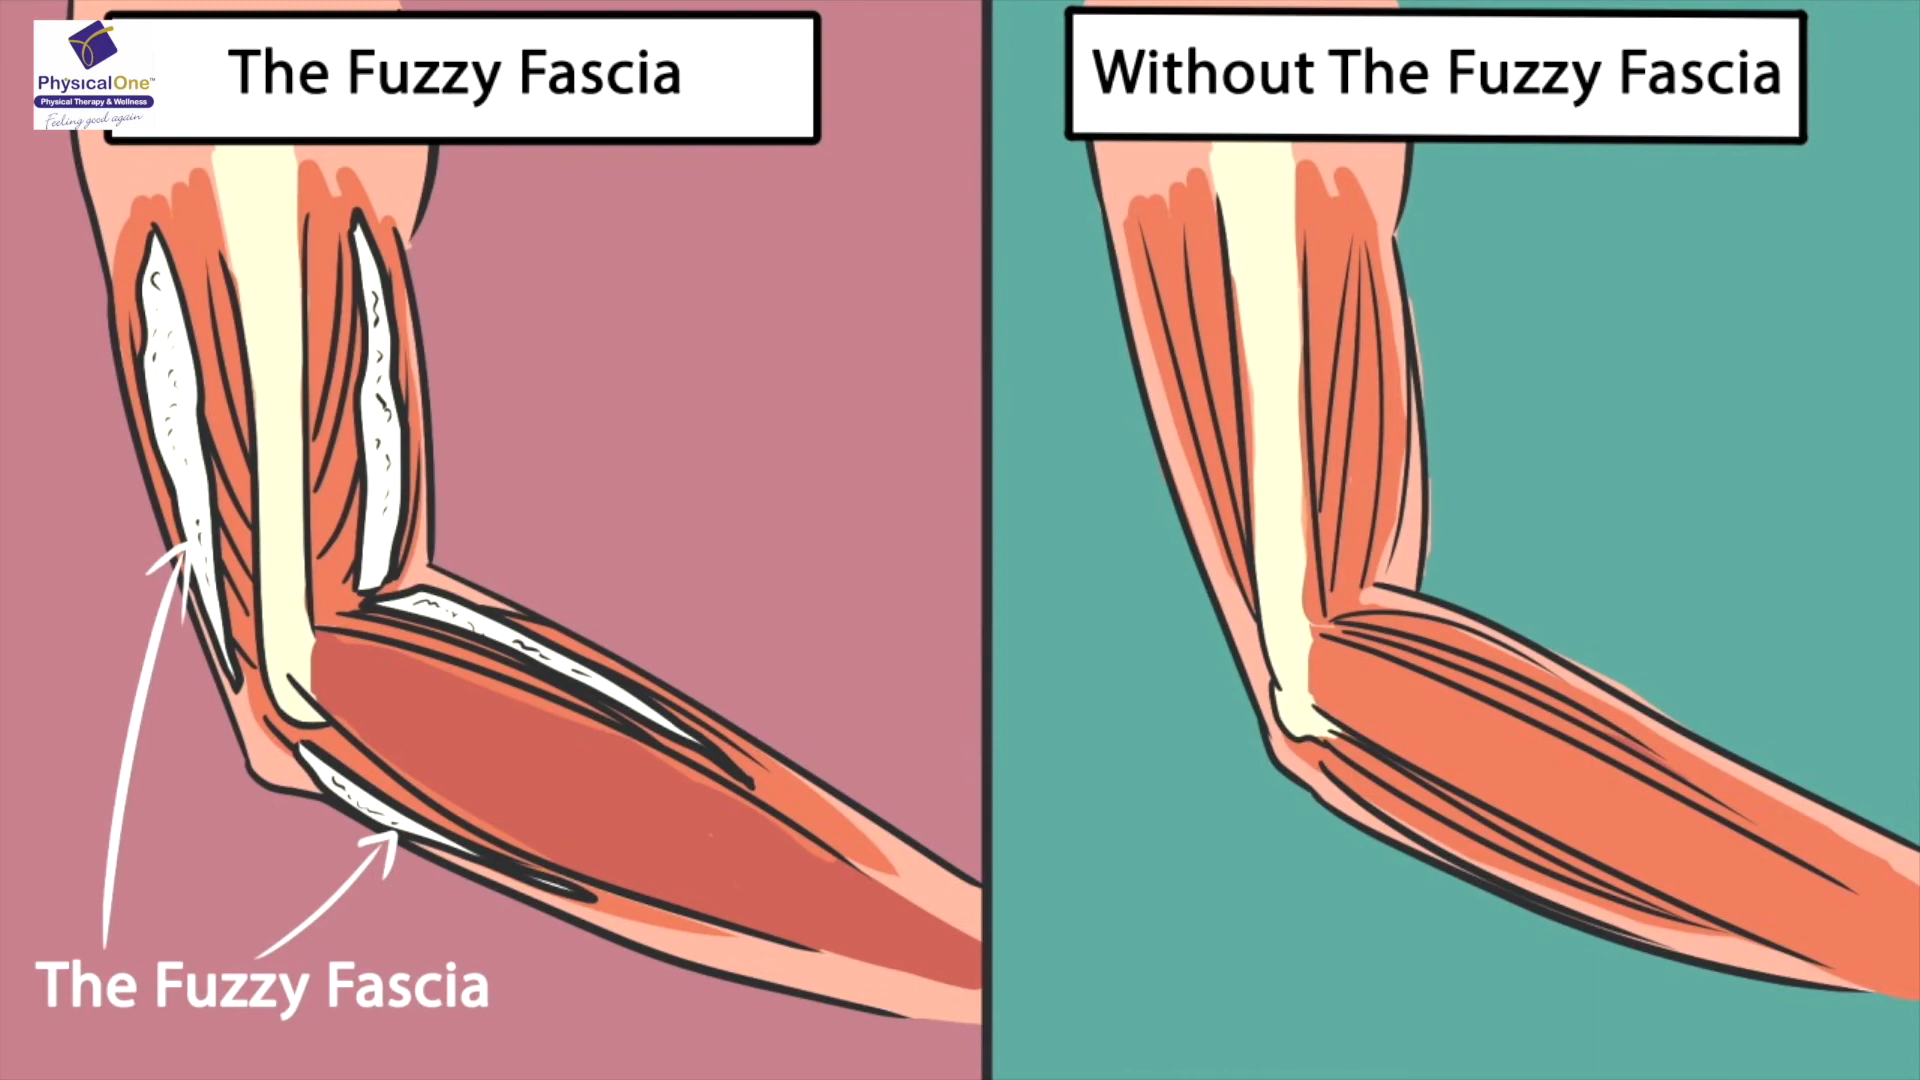 The Fuzzy Fascia
Without The Fuzzy Fascia
PhysicalOne™
Physical Therapy & Wellness
Feeling good again
The Fuzzy Fascia